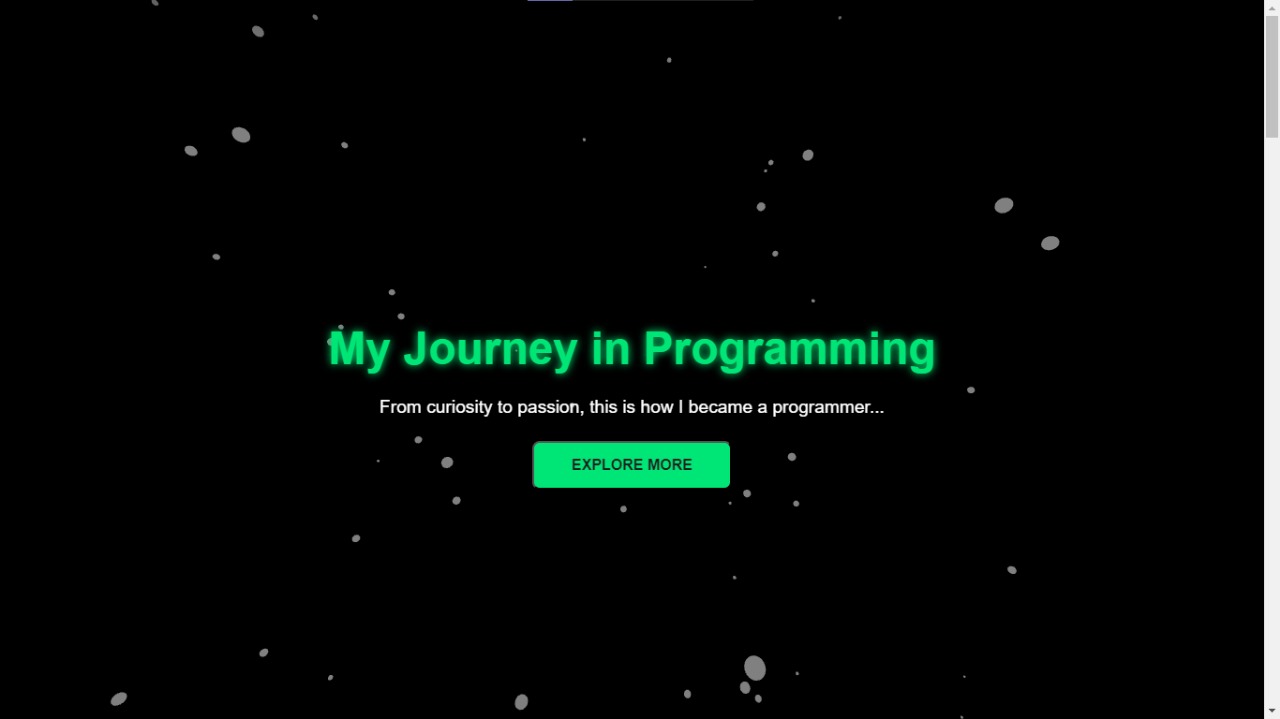 My Journey in Programming
From curiosity to passion, this is how I became a programmer...
EXPLORE MORE